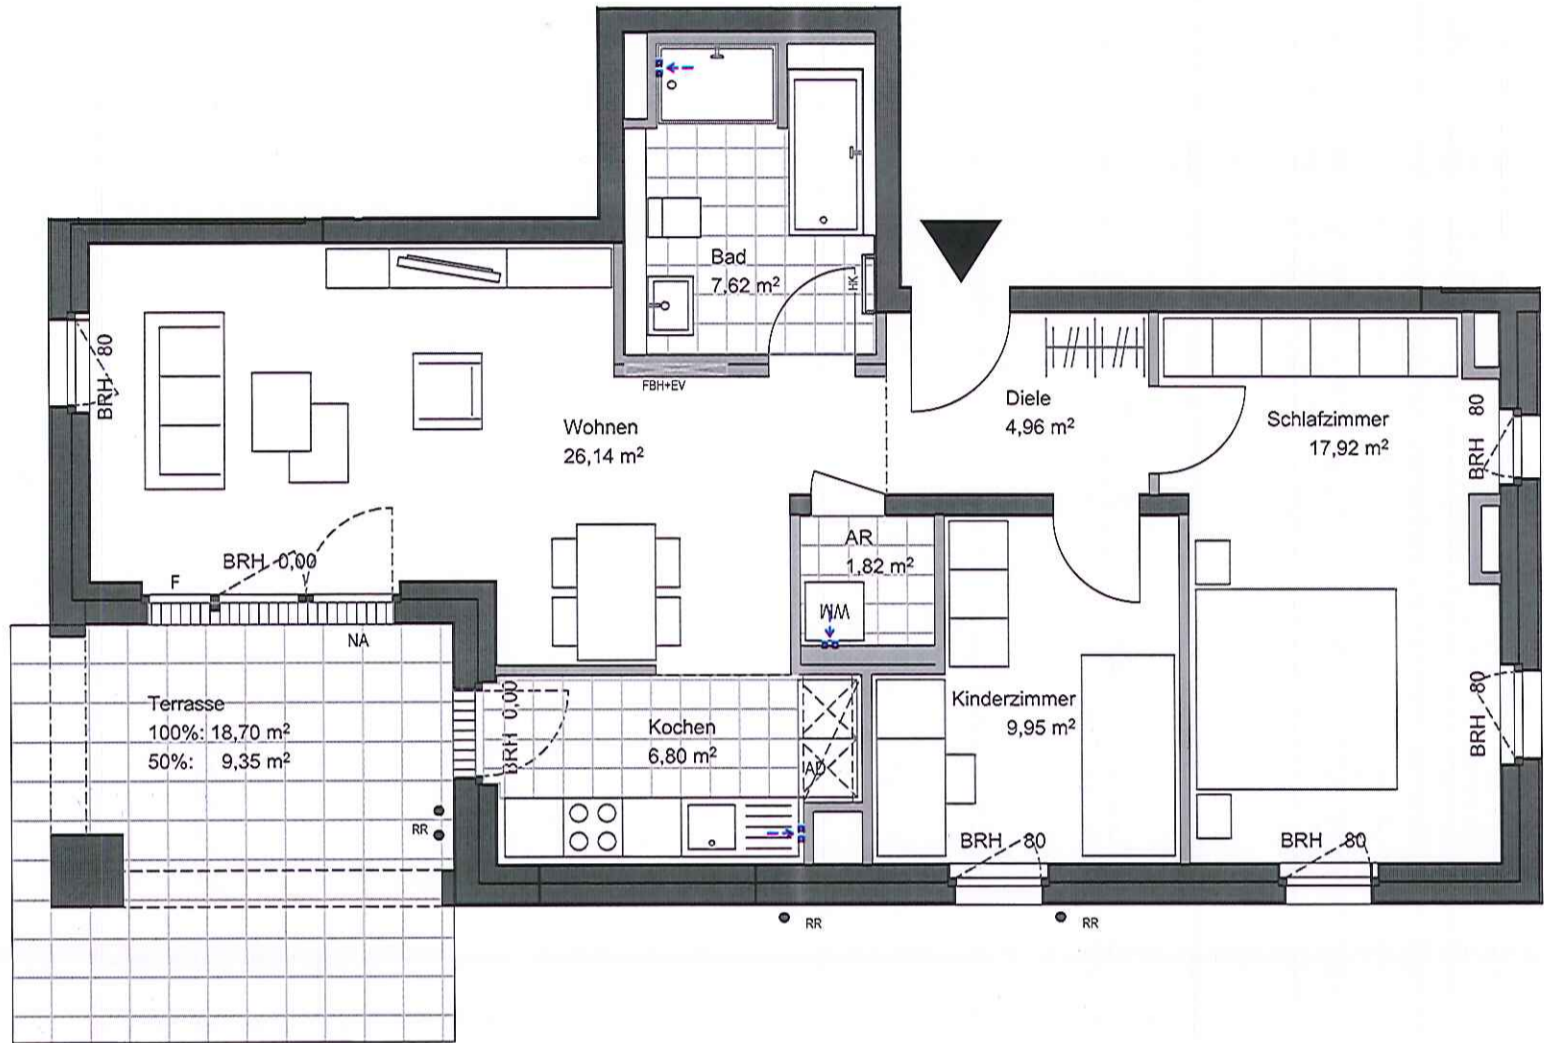 Bad
7,62 m²
HK
FBH+EV
BRH 80
Wohnen
26,14 m²
Diele
4,96 m²
Schlafzimmer
17,92 m²
BRH 80
AR
1,82 m²
WM
BRH 0,00
F
NA
Terrasse
100%: 18,70 m²
50%: 9,35 m²
BRH 0,00
Kochen
6,80 m²
AD
Kinderzimmer
9,95 m²
BRH 80
RR
BRH 80
BRH 80
RR
RR